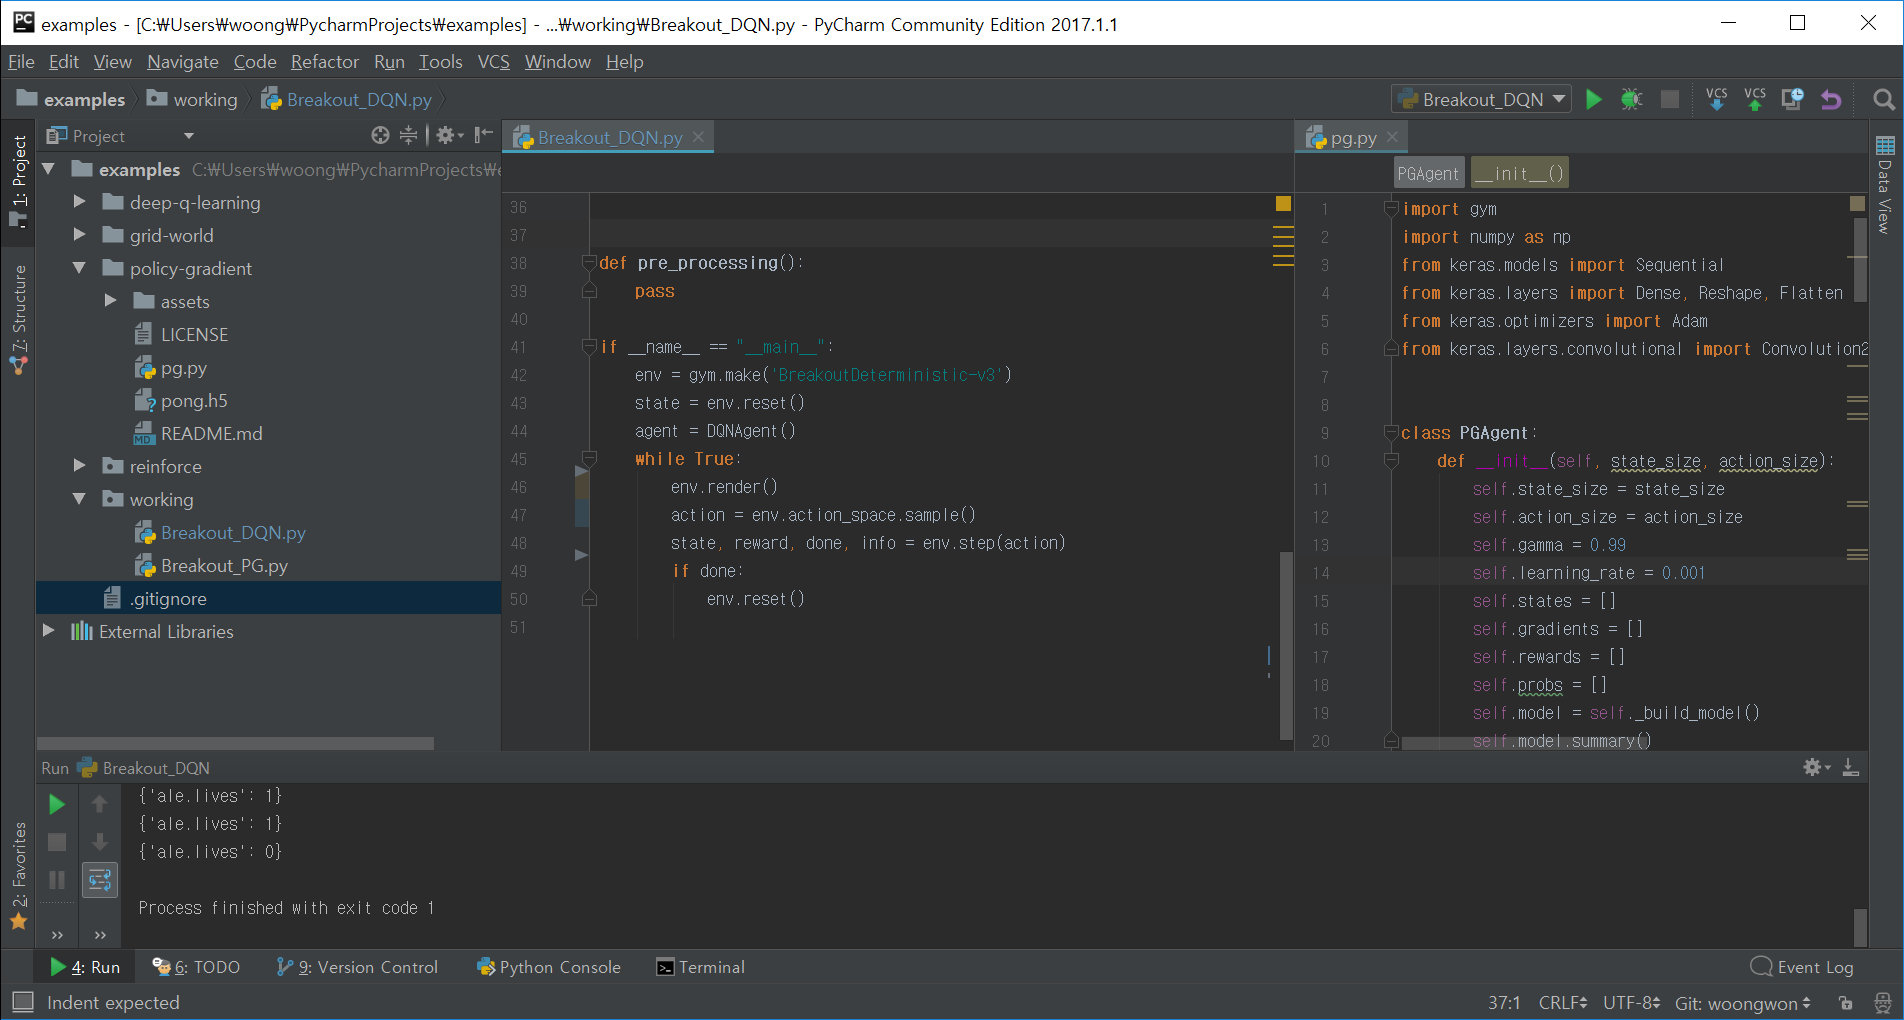 examples - [C:₩Users₩woong₩PycharmProjects₩examples] - ...₩working₩Breakout_DQN.py - PyCharm Community Edition 2017.1.1
File Edit View Navigate Code Refactor Run Tools VCS Window Help
examples working Breakout_DQN.py Breakout_DQN VCS VCS
Project
Breakout_DQN.py
pg.py
PGAgent __init__()
1: Project
7: Structure
2: Favorites
Data View
examples C:₩Users₩woong₩PycharmProjects₩e
deep-q-learning
grid-world
policy-gradient
assets
LICENSE
pg.py
pong.h5
README.md
reinforce
working
Breakout_DQN.py
Breakout_PG.py
.gitignore
External Libraries
36
37
38 def pre_processing():
39 pass
40
41 if __name__ == "__main__":
42 env = gym.make('BreakoutDeterministic-v3')
43 state = env.reset()
44 agent = DQNAgent()
45 while True:
46 env.render()
47 action = env.action_space.sample()
48 state, reward, done, info = env.step(action)
49 if done:
50 env.reset()
51
1 import gym
2 import numpy as np
3 from keras.models import Sequential
4 from keras.layers import Dense, Reshape, Flatten
5 from keras.optimizers import Adam
6 from keras.layers.convolutional import Convolution2
7
8
9 class PGAgent:
10 def __init__(self, state_size, action_size):
11 self.state_size = state_size
12 self.action_size = action_size
13 self.gamma = 0.99
14 self.learning_rate = 0.001
15 self.states = []
16 self.gradients = []
17 self.rewards = []
18 self.probs = []
19 self.model = self._build_model()
20 self.model.summary()
Run Breakout_DQN
{'ale.lives': 1}
{'ale.lives': 1}
{'ale.lives': 0}
Process finished with exit code 1
4: Run 6: TODO 9: Version Control Python Console Terminal Event Log
Indent expected 37:1 CRLF UTF-8 Git: woongwon